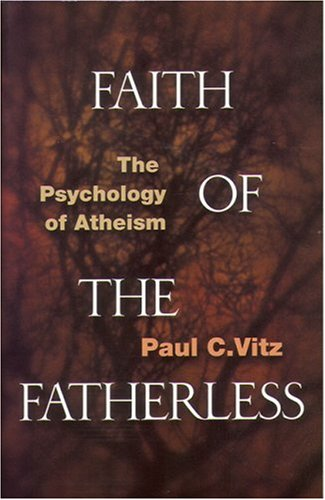 FAITH
The
Psychology
of Atheism
OF
THE
Paul C.Vitz
FATHERLESS